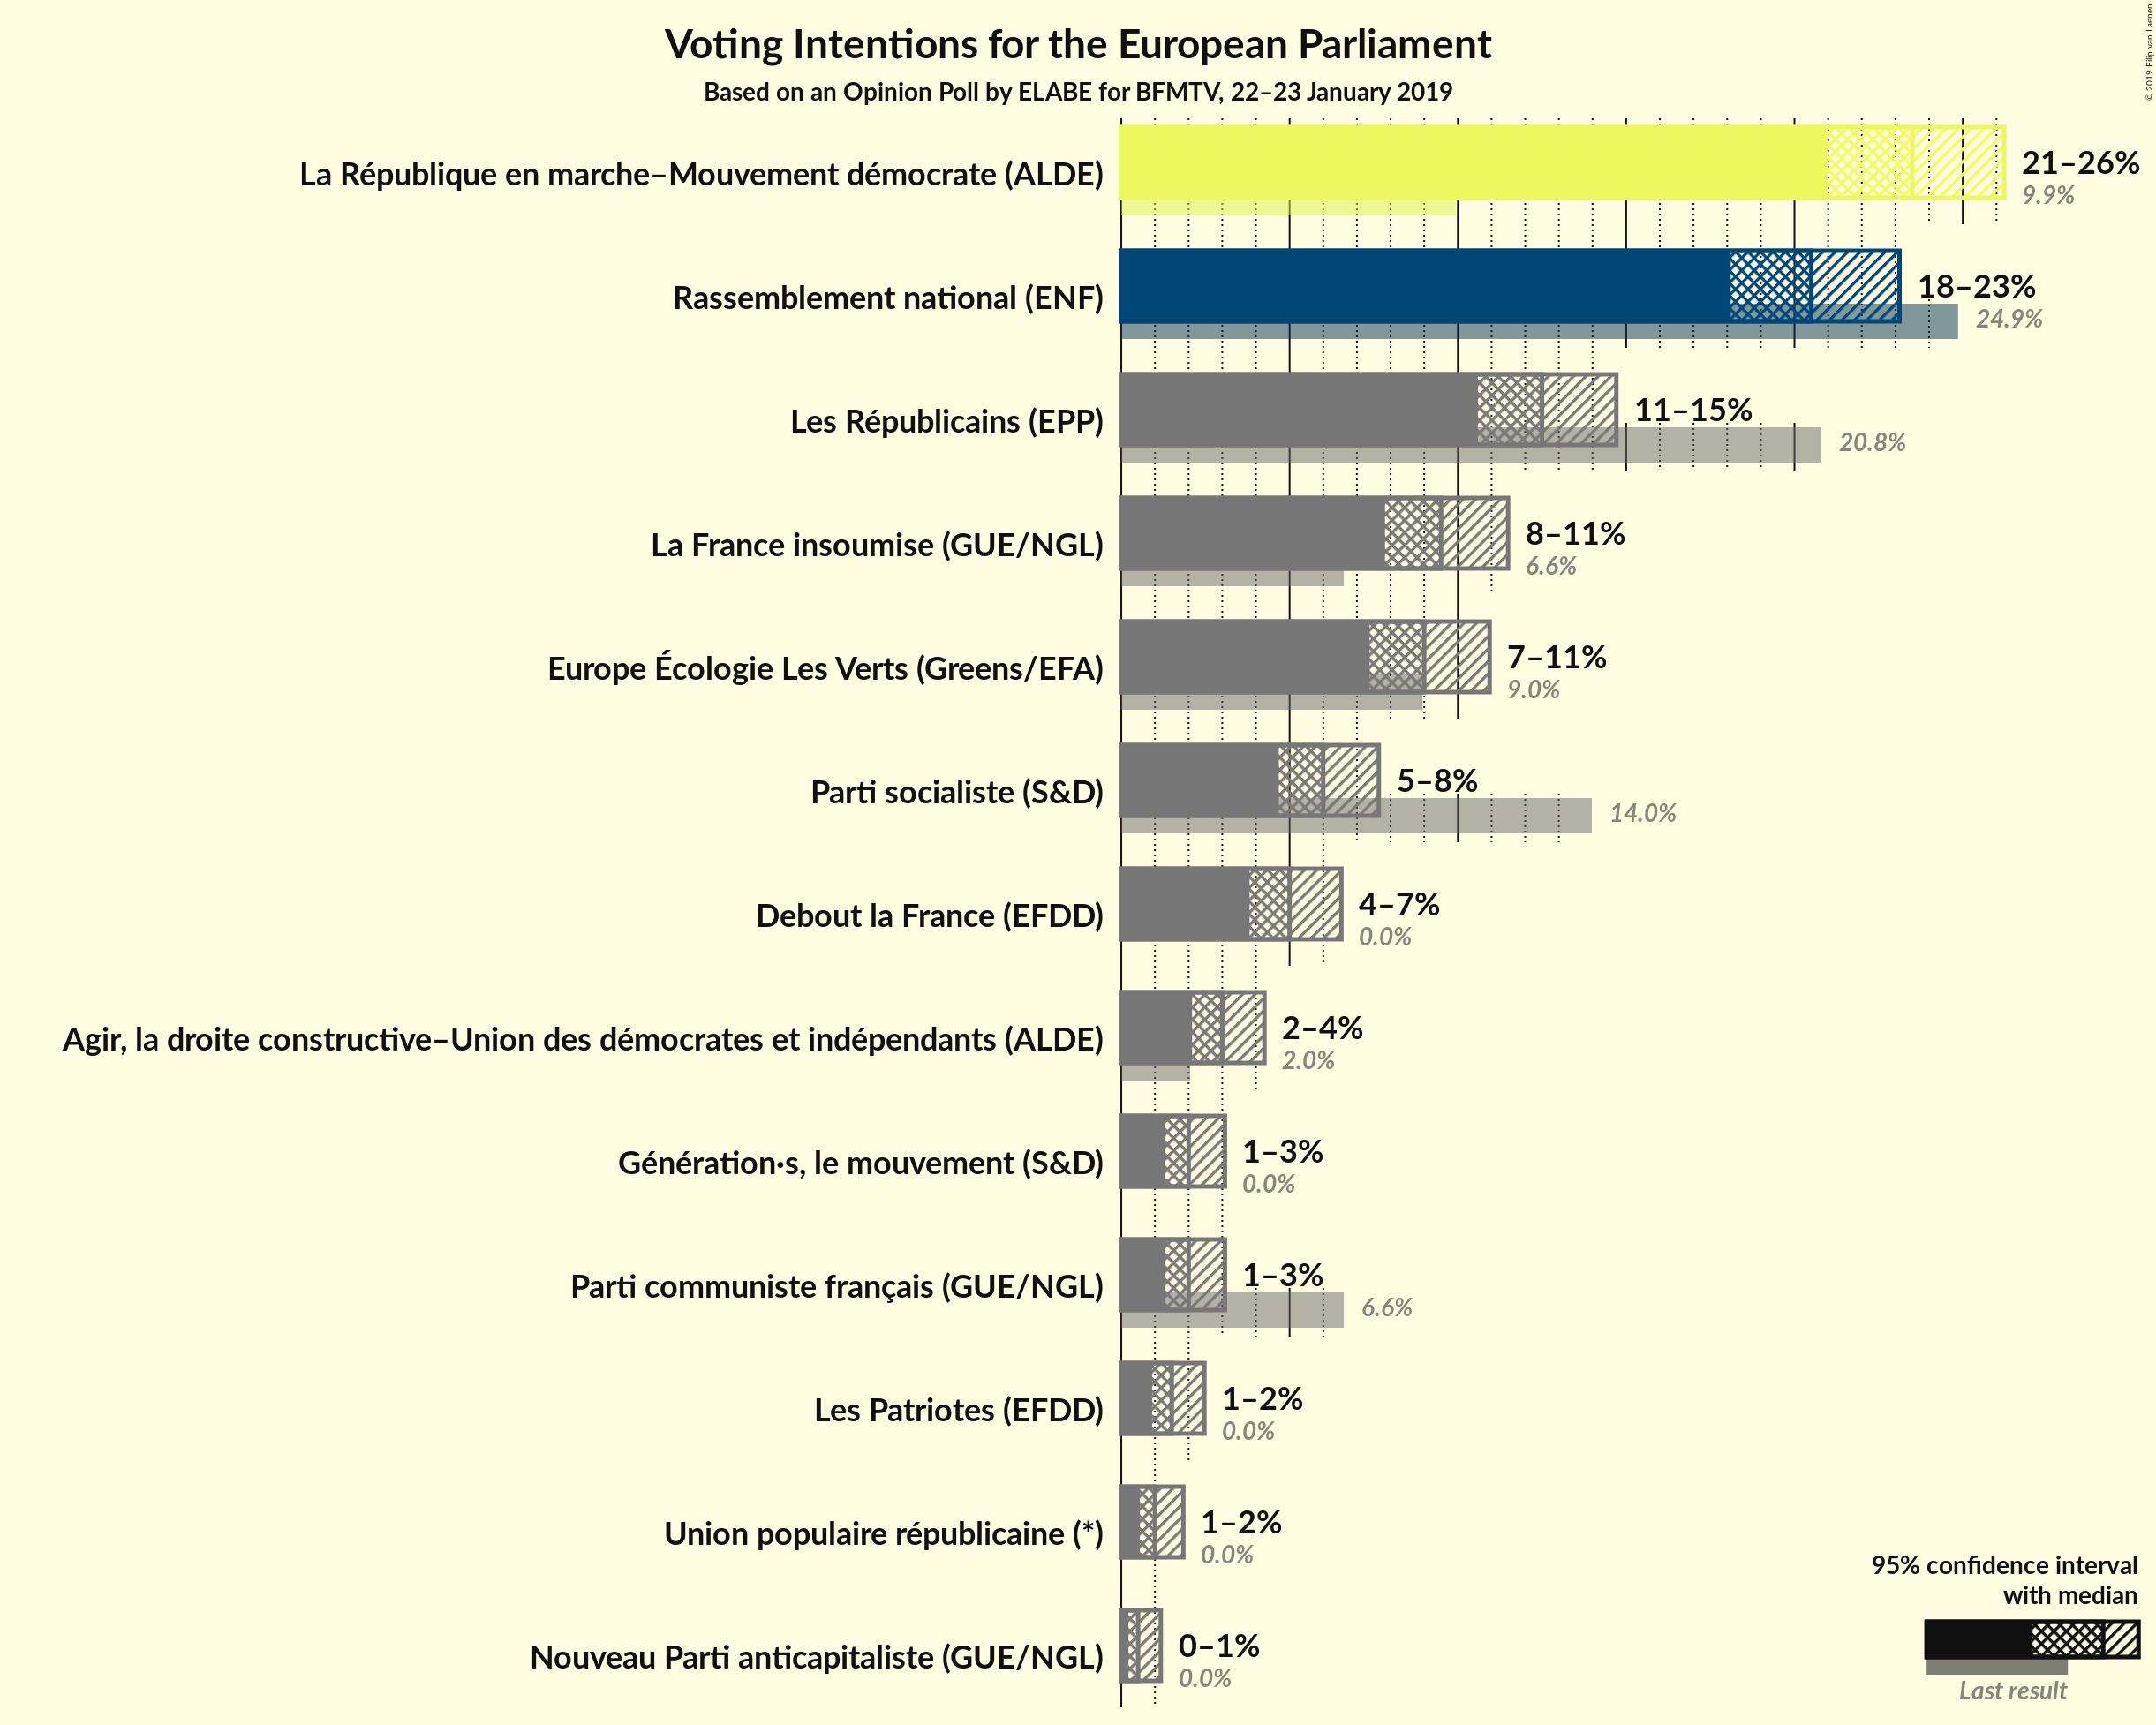 Voting Intentions for the European Parliament
Based on an Opinion Poll by ELABE for BFMTV, 22–23 January 2019
© 2019 Filip van Laenen
La République en marche–Mouvement démocrate (ALDE)
21–26%
9.9%
Rassemblement national (ENF)
18–23%
24.9%
Les Républicains (EPP)
11–15%
20.8%
La France insoumise (GUE/NGL)
8–11%
6.6%
Europe Écologie Les Verts (Greens/EFA)
7–11%
9.0%
Parti socialiste (S&D)
5–8%
14.0%
Debout la France (EFDD)
4–7%
0.0%
Agir, la droite constructive–Union des démocrates et indépendants (ALDE)
2–4%
2.0%
Génération·s, le mouvement (S&D)
1–3%
0.0%
Parti communiste français (GUE/NGL)
1–3%
6.6%
Les Patriotes (EFDD)
1–2%
0.0%
Union populaire républicaine (*)
1–2%
0.0%
Nouveau Parti anticapitaliste (GUE/NGL)
0–1%
0.0%
95% confidence interval
with median
Last result